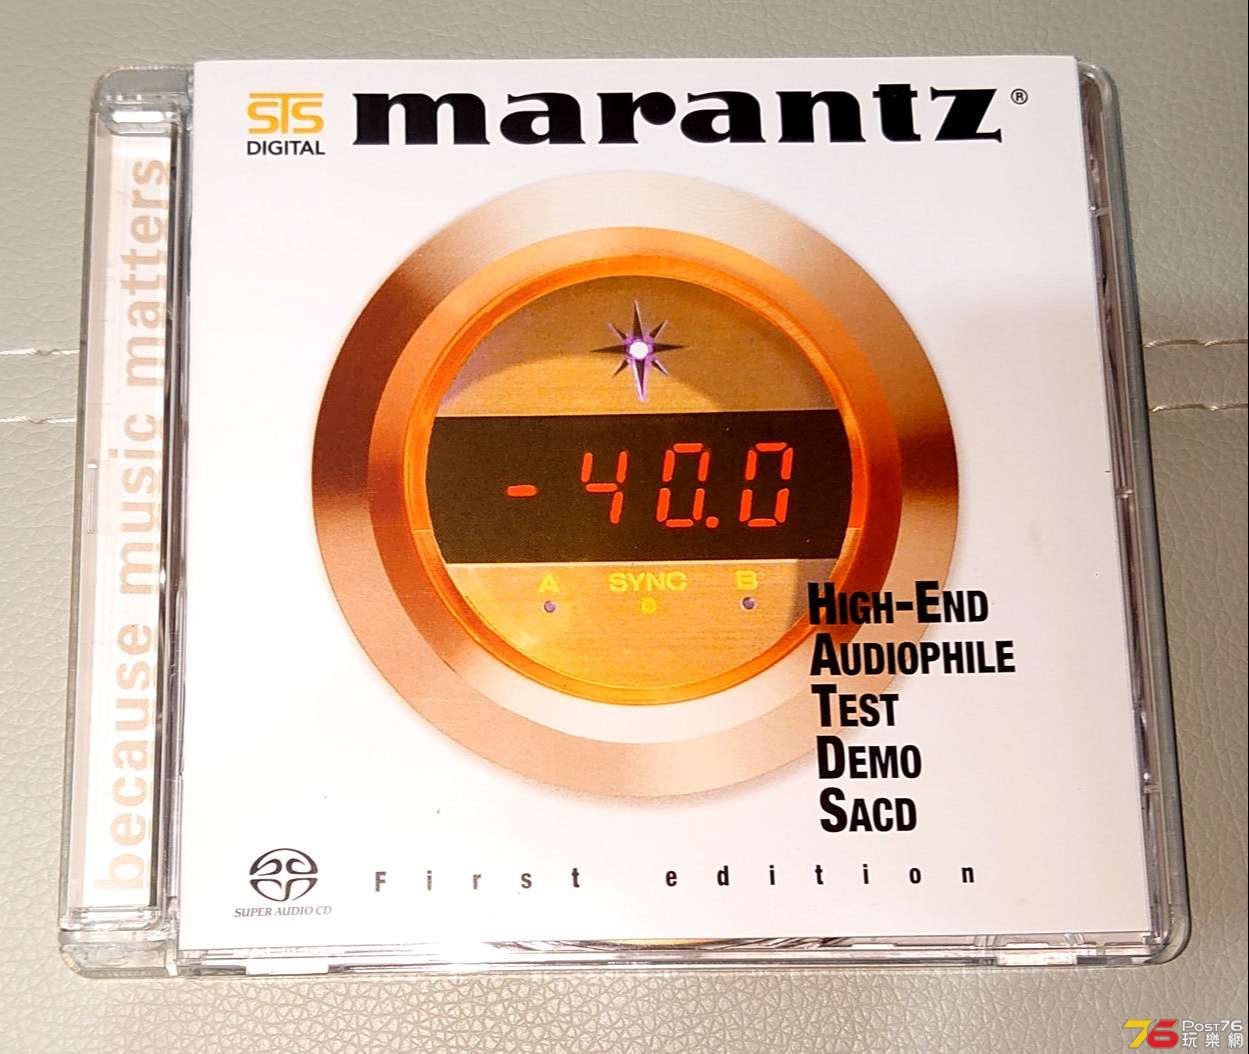 STS
DIGITAL
marantz®
because music matters
-40.0
A SYNC B
HIGH-END
AUDIOPHILE
TEST
DEMO
SACD
SUPER AUDIO CD
First edition
76 POST76
玩樂網